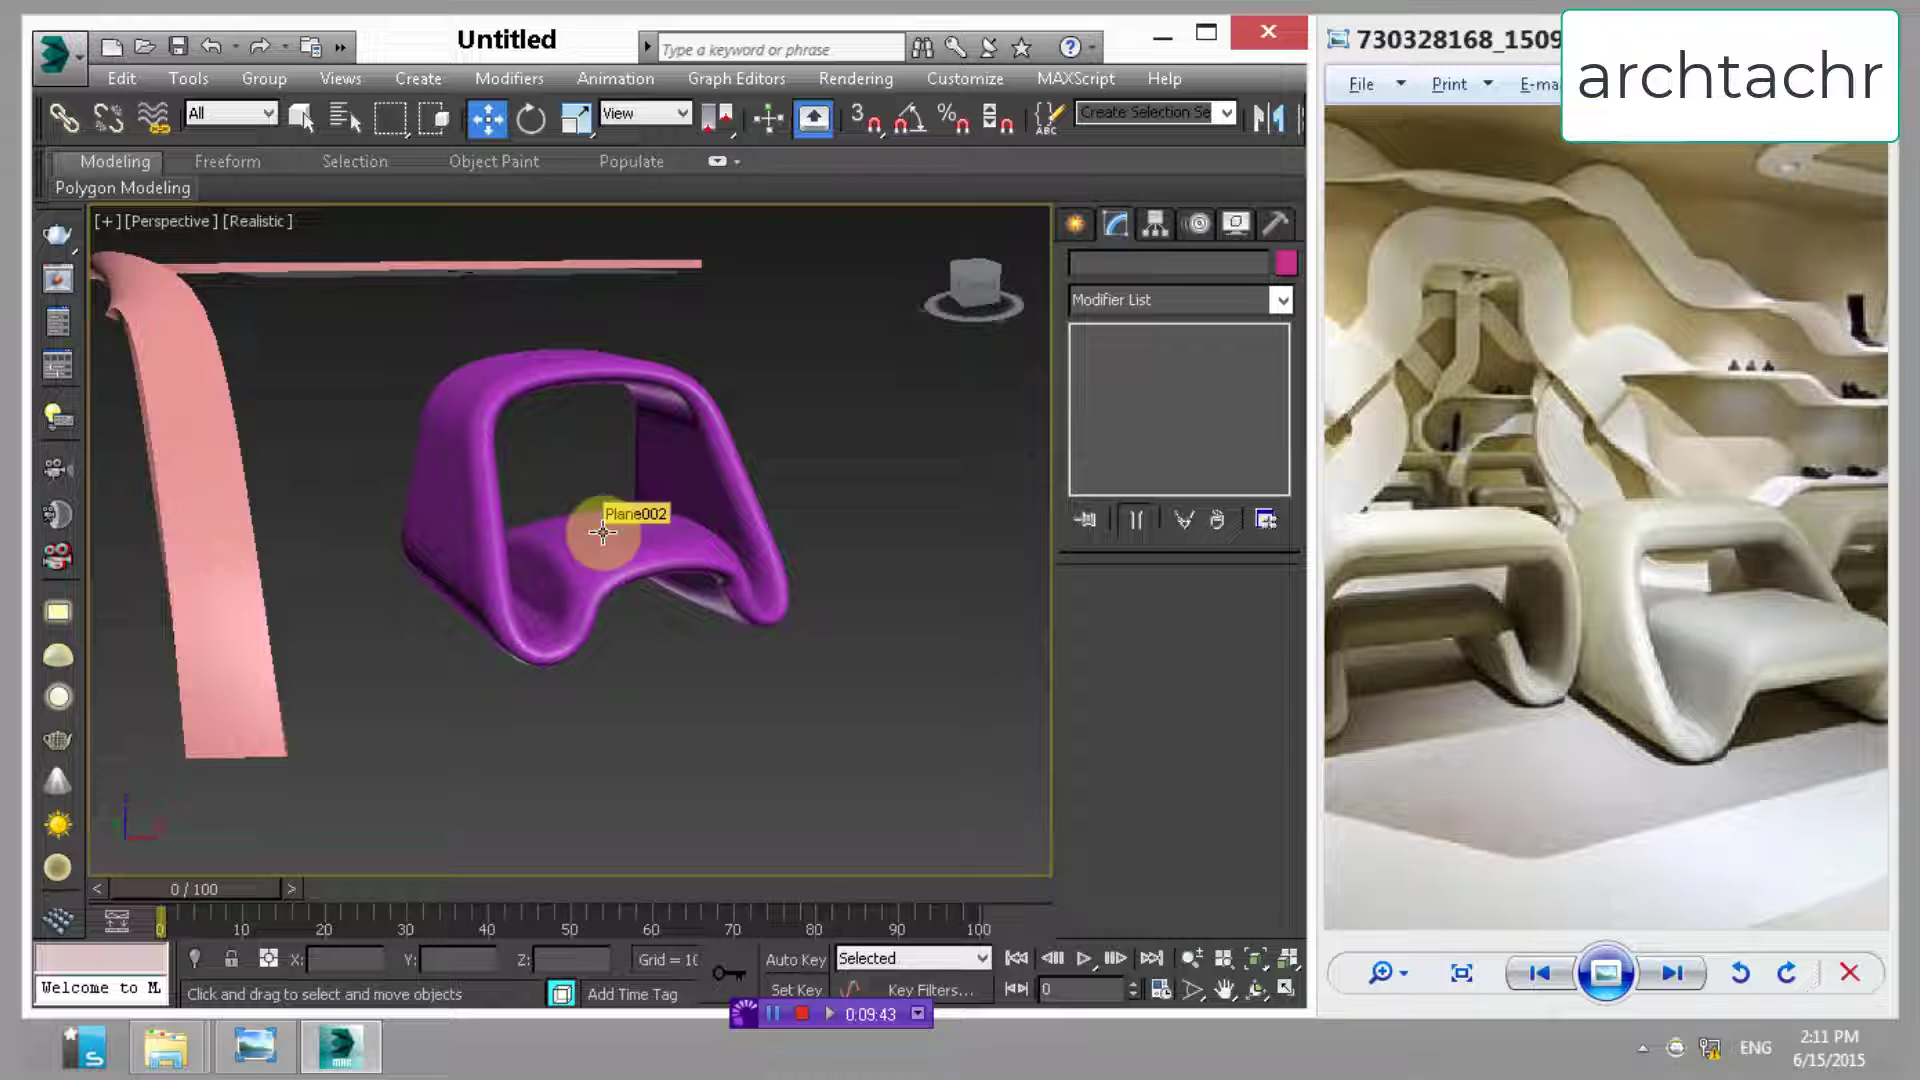 Untitled
Type a keyword or phrase
730328168_1509
archtachr
Edit Tools Group Views Create Modifiers Animation Graph Editors Rendering Customize MAXScript Help
File Print E-ma
All
View
3
%
ABC
Create Selection Se
Modeling Freeform Selection Object Paint Populate
Polygon Modeling
[+] [Perspective] [Realistic]
Modifier List
Plane002
< 0 / 100 >
0 10 20 30 40 50 60 70 80 90 100
X: Y: Z: Grid = 10 Auto Key Selected
Welcome to M
Click and drag to select and move objects Add Time Tag Set Key Key Filters... 0
0:09:43
S
MAX
ENG
2:11 PM
6/15/2015